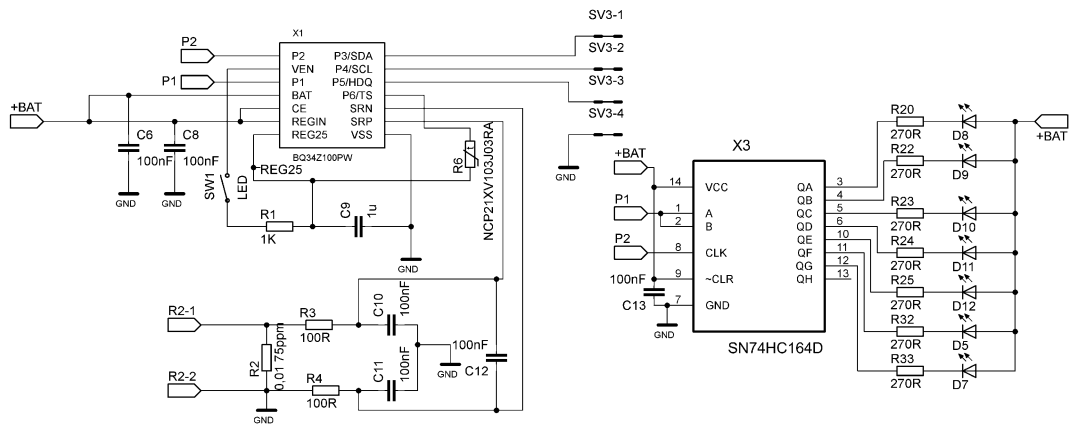 SV3-1
X1
P2
P2
P3/SDA
SV3-2
VEN
P4/SCL
P1
P1
P5/HDQ
SV3-3
BAT
P6/TS
+BAT
CE
SRN
SV3-4
REGIN
SRP
REG25
VSS
C6
100nF
C8
100nF
BQ34Z100PW
R6
t
NCP21XV103J03RA
GND
GND
GND
SW1
LED
REG25
R1
1K
C9
1u
GND
R2-1
R3
100R
C10
100nF
R2
0,01 75ppm
GND
100nF
C12
R2-2
R4
100R
C11
100nF
GND
+BAT
X3
14
VCC
QA
3
P1
1
A
QB
4
2
B
QC
5
QD
6
P2
8
CLK
QE
10
QF
11
100nF
9
~CLR
QG
12
QH
13
C13
7
GND
GND
SN74HC164D
R20
270R
D8
+BAT
R22
270R
D9
R23
270R
D10
R24
270R
D11
R25
270R
D12
R32
270R
D5
R33
270R
D7